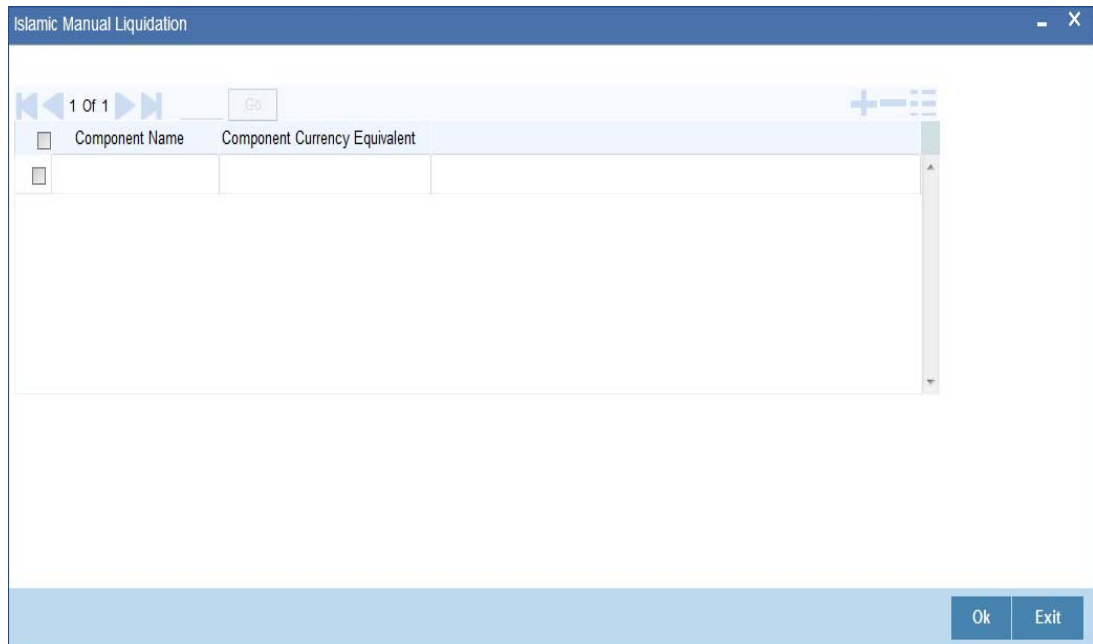 Islamic Manual Liquidation
1 Of 1 Go
Component Name Component Currency Equivalent
Ok Exit